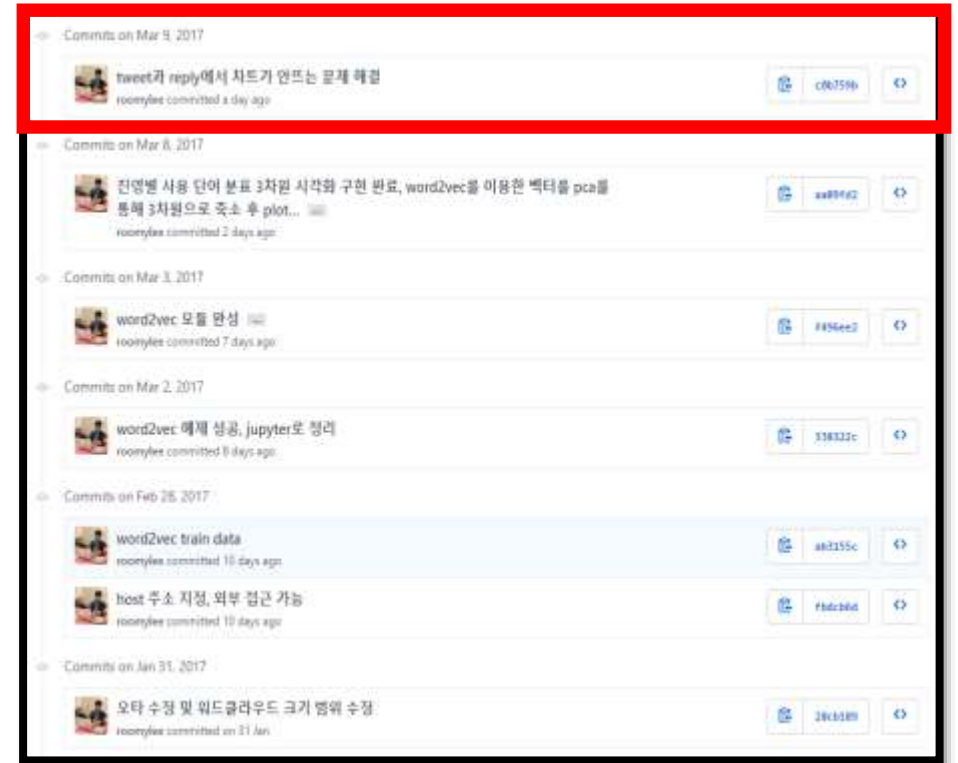 Commits on Mar 9, 2017
tweet과 reply에서 차트가 안뜨는 문제 해결
roomylee committed a day ago
Commits on Mar 8, 2017
진영별 사용 단어 분포 3차원 시각화 구현 완료, word2vec를 이용한 벡터를 pca를
통해 3차원으로 축소 후 plot... …
roomylee committed 2 days ago
Commits on Mar 3, 2017
word2vec 모듈 완성 …
roomylee committed 7 days ago
Commits on Mar 2, 2017
word2vec 예제 성공, jupyter로 정리
roomylee committed 8 days ago
338322c
Commits on Feb 28, 2017
word2vec train data
roomylee committed 10 days ago
ab3155c
host 주소 지정, 외부 접근 가능
roomylee committed 10 days ago
Commits on Jan 31, 2017
오타 수정 및 워드클라우드 크기 범위 수정
roomylee committed on 31 Jan